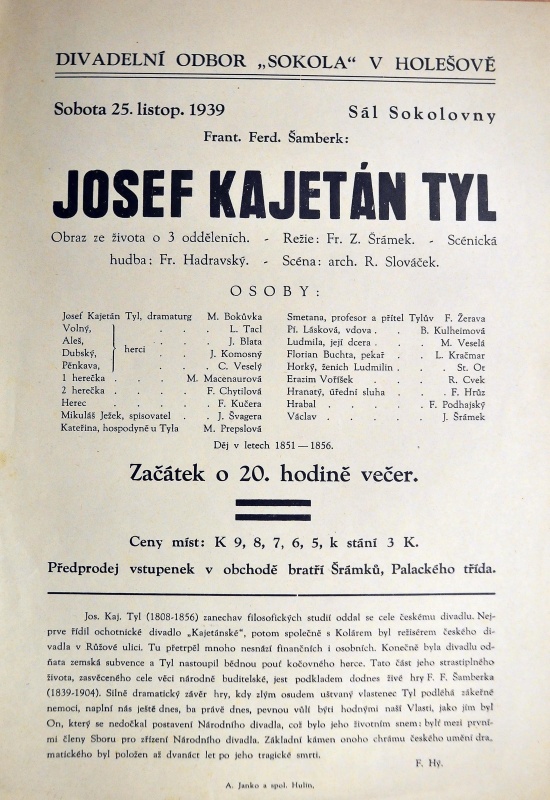 DIVADELNÍ ODBOR „SOKOLA“ V HOLEŠOVĚ
Sobota 25. listop. 1939 Sál Sokolovny
Frant. Ferd. Šamberk:
JOSEF KAJETÁN TYL
Obraz ze života o 3 odděleních. - Režie: Fr. Z. Šrámek. - Scénická
hudba: Fr. Hadravský. - Scéna: arch. R. Slováček.
OSOBY:
Josef Kajetán Tyl, dramaturg M. Bokůvka
Volný, . . . L. Tacl
Aleš, . . . J. Blata
herci
Dubský, . . J. Komosný
Pěnkava, . . . C. Veselý
1 herečka . . . . M. Macenaurová
2 herečka . . . . F. Chytilová
Herec . . . . . F. Kučera
Mikuláš Ježek, spisovatel . . J. Švagera
Kateřina, hospodyně u Tyla M. Prepslová
Smetana, profesor a přítel Tylův F. Žerava
Pí. Lásková, vdova . . . B. Kulheimová
Ludmila, její dcera . . . M. Veselá
Florian Buchta, pekař . . L. Kračmar
Horký, ženich Ludmilin . . . St. Ot
Erazim Voříšek . . . . R. Cvek
Hranatý, úřední sluha . . F. Hrůz
Hrabal . . . . . F. Podhajský
Václav . . . . . J. Šrámek
Děj v letech 1851—1856.
Začátek o 20. hodině večer.
Ceny míst: K 9, 8, 7, 6, 5, k stání 3 K.
Předprodej vstupenek v obchodě bratří Šrámků, Palackého třída.
Jos. Kaj. Tyl (1808-1856) zanechav filosofických studií oddal se cele českému divadlu. Nej-
prve řídil ochotnické divadlo „Kajetánské“, potom společně s Kolárem byl režisérem českého di-
vadla v Růžové ulici. Tu přetrpěl mnoho nesnází finančních i osobních. Konečně byla divadlu od-
ňata zemská subvence a Tyl nastoupil bědnou pouť kočovného herce. Tato část jeho strastiplného
života, zasvěceného cele věci národně buditelské, jest podkladem dodnes živé hry F. F. Šamberka
(1839-1904). Silně dramatický závěr hry, kdy zlým osudem uštvaný vlastenec Tyl podléhá zákeřné
nemoci, naplní nás ještě dnes, ba právě dnes, pevnou vůlí býti hodnými naší Vlasti, jako jím byl
On, který se nedočkal postavení Národního divadla, což bylo jeho životním snem: býti mezi první-
mi členy Sboru pro zřízení Národního divadla. Základní kámen onoho chrámu českého umění dra,
matického byl položen až dvanáct let po jeho tragické smrti.
F. Hý.
A. Janko a spol. Hulín,